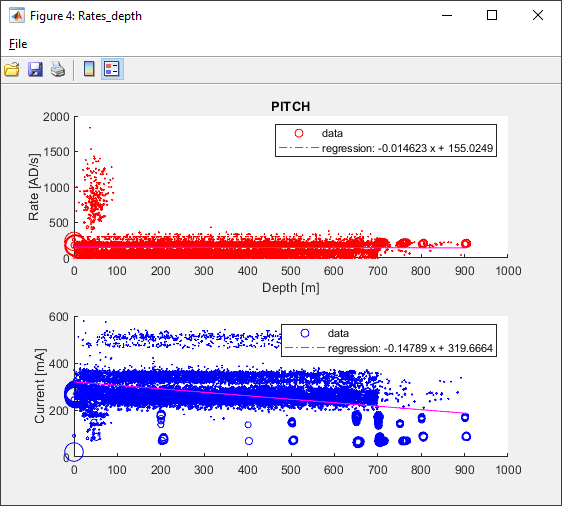 Figure 4: Rates_depth
File
PITCH
2000
1500
1000
500
0
Rate [AD/s]
data
regression: -0.014623 x + 155.0249
0 100 200 300 400 500 600 700 800 900 1000
Depth [m]
600
400
200
0
Current [mA]
data
regression: -0.14789 x + 319.6664
0 100 200 300 400 500 600 700 800 900 1000